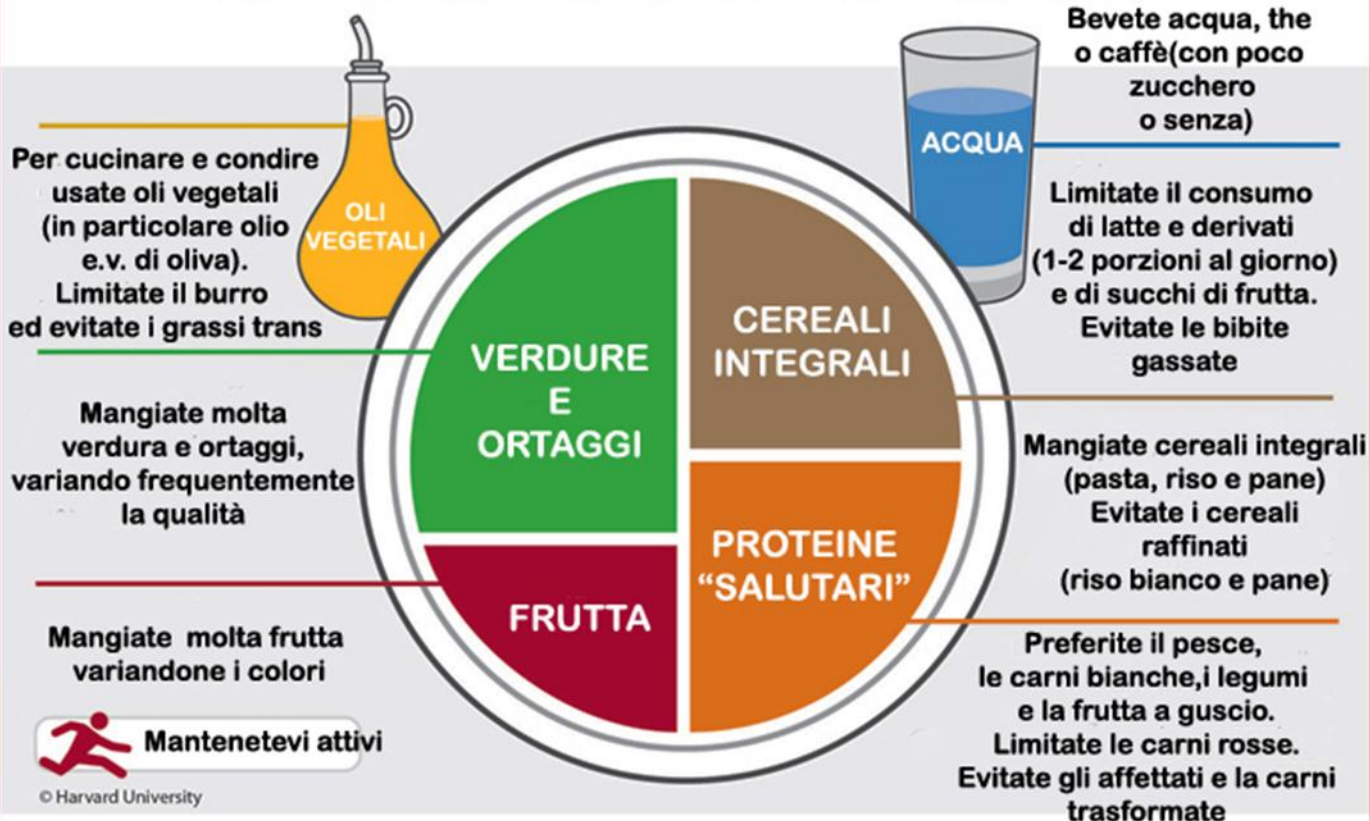 Per cucinare e condire
usate oli vegetali
(in particolare olio
e.v. di oliva).
Limitate il burro
ed evitate i grassi trans
Mangiate molta
verdura e ortaggi,
variando frequentemente
la qualità
Mangiate molta frutta
variandone i colori
Mantenetevi attivi
© Harvard University
OLI
VEGETALI
VERDURE
E
ORTAGGI
FRUTTA
CEREALI
INTEGRALI
PROTEINE
“SALUTARI”
ACQUA
Bevete acqua, the
o caffè(con poco
zucchero
o senza)
Limitate il consumo
di latte e derivati
(1-2 porzioni al giorno)
e di succhi di frutta.
Evitate le bibite
gassate
Mangiate cereali integrali
(pasta, riso e pane)
Evitate i cereali
raffinati
(riso bianco e pane)
Preferite il pesce,
le carni bianche,i legumi
e la frutta a guscio.
Limitate le carni rosse.
Evitate gli affettati e la carni
trasformate